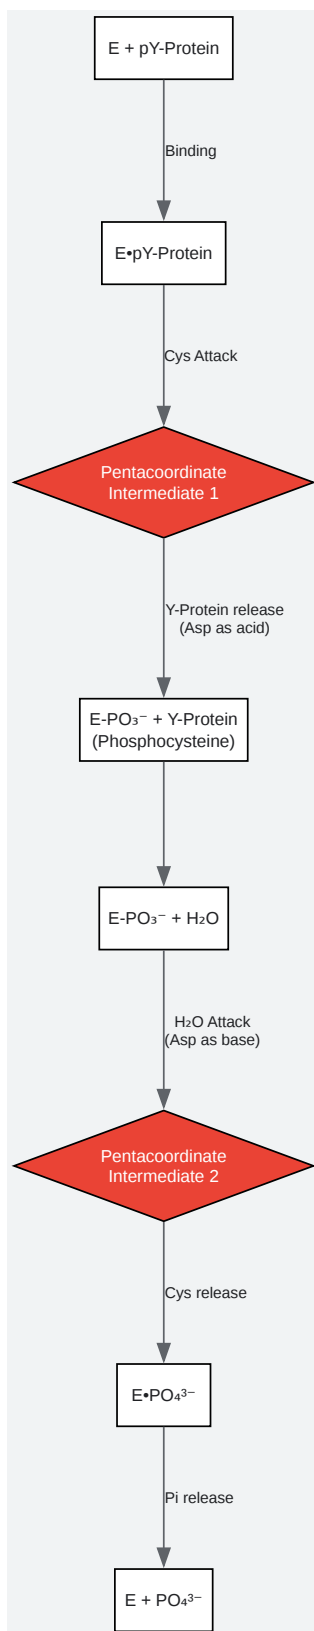 E + pY-Protein
Binding
E•pY-Protein
Cys Attack
Pentacoordinate
Intermediate 1
Y-Protein release
(Asp as acid)
E-PO₃⁻ + Y-Protein
(Phosphocysteine)
E-PO₃⁻ + H₂O
H₂O Attack
(Asp as base)
Pentacoordinate
Intermediate 2
Cys release
E•PO₄³⁻
Pi release
E + PO₄³⁻